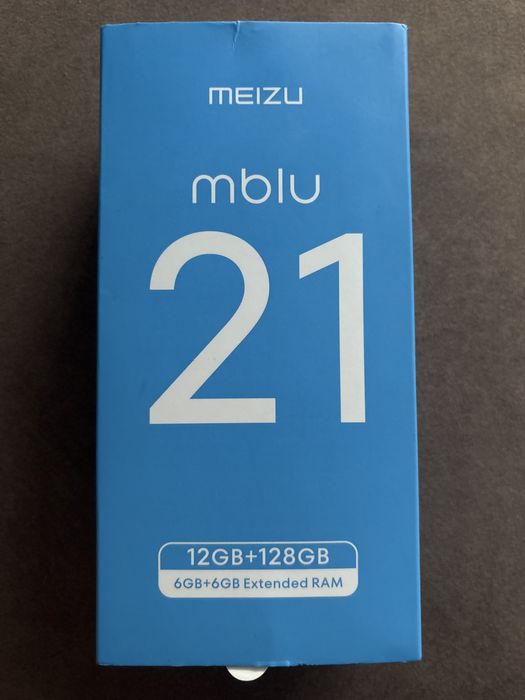 MEIZU
mblu
21
12GB+128GB
6GB+6GB Extended RAM